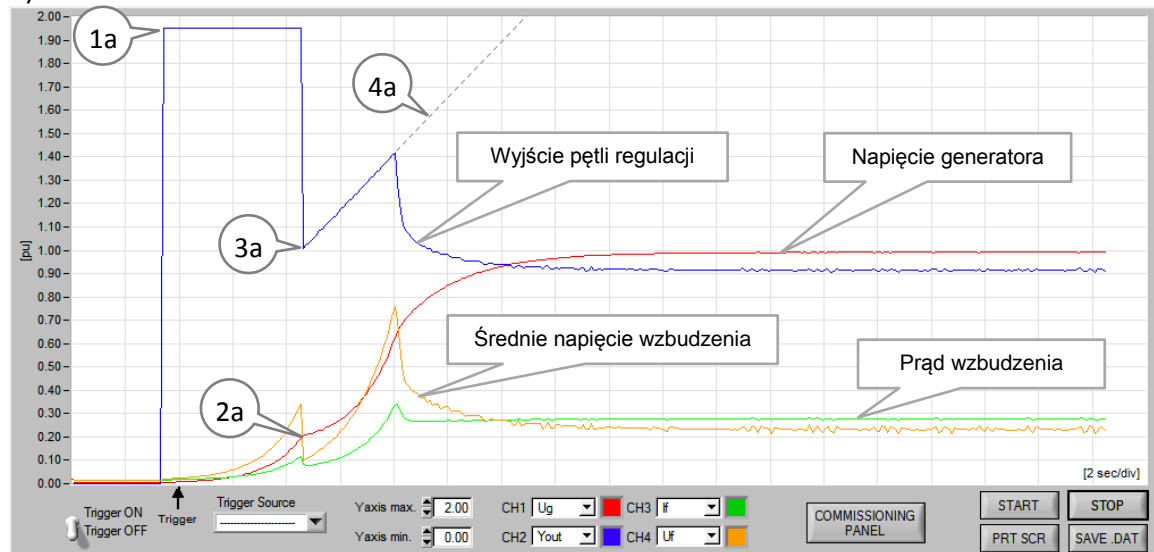 2.00
1.90
1.80
1.70
1.60
1.50
1.40
1.30
1.20
1.10
1.00
0.90
0.80
0.70
0.60
0.50
0.40
0.30
0.20
0.10
0.00
[pu]
1a
4a
3a
2a
Wyjście pętli regulacji
Napięcie generatora
Średnie napięcie wzbudzenia
Prąd wzbudzenia
[2 sec/div]
Trigger ON
Trigger OFF
Trigger
Trigger Source
Yaxis max. 2.00
Yaxis min. 0.00
CH1 Ug
CH2 Yout
CH3 If
CH4 Uf
COMMISSIONING
PANEL
START
STOP
PRT SCR
SAVE .DAT